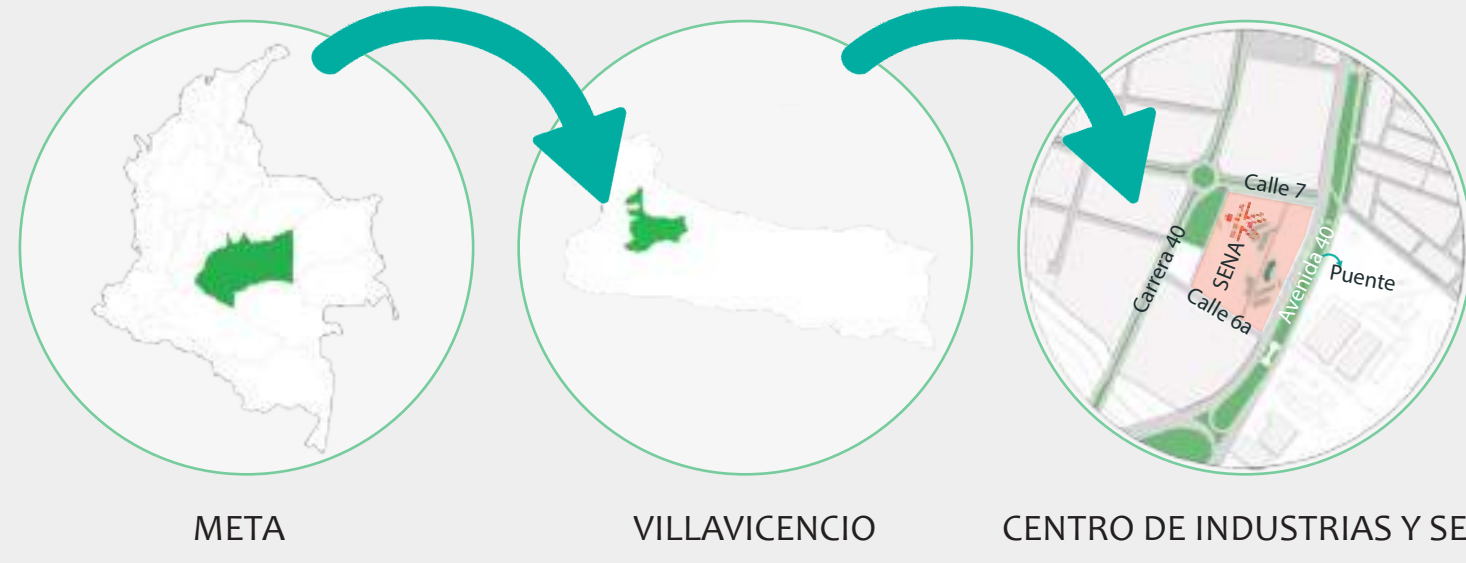 Calle 7
Carrera 40
SENA
Avenida 40
Puente
Calle 6a
META
VILLAVICENCIO
CENTRO DE INDUSTRIAS Y SE